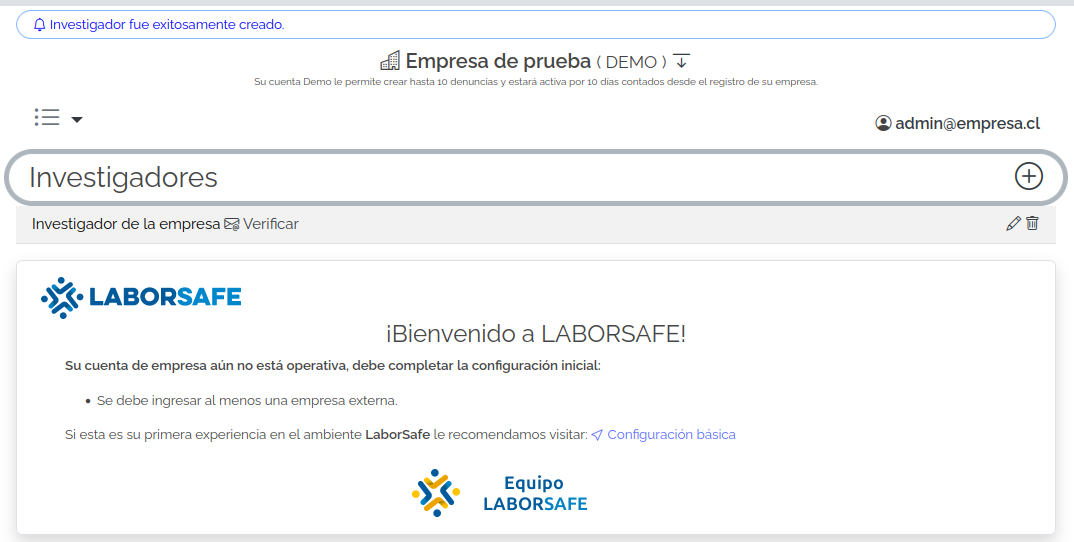 Investigador fue exitosamente creado.
Empresa de prueba ( DEMO )
Su cuenta Demo le permite crear hasta 10 denuncias y estará activa por 10 días contados desde el registro de su empresa.
admin@empresa.cl
Investigadores
Investigador de la empresa Verificar
LABORSAFE
¡Bienvenido a LABORSAFE!
Su cuenta de empresa aún no está operativa, debe completar la configuración inicial:
• Se debe ingresar al menos una empresa externa.
Si esta es su primera experiencia en el ambiente LaborSafe le recomendamos visitar: Configuración básica
Equipo
LABORSAFE